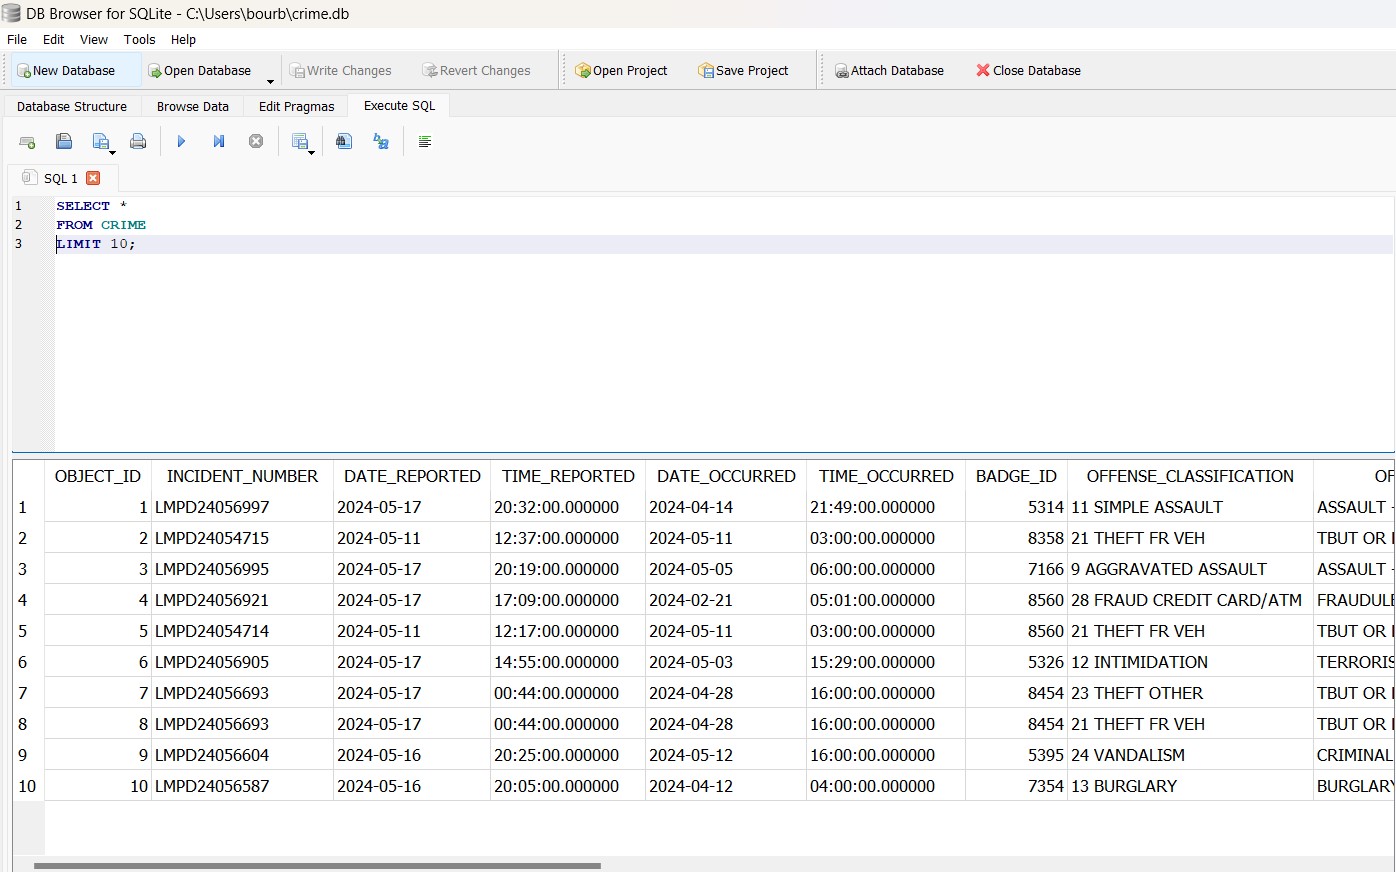 DB Browser for SQLite - C:\Users\bourb\crime.db
File Edit View Tools Help
New Database Open Database Write Changes Revert Changes Open Project Save Project Attach Database Close Database
Database Structure Browse Data Edit Pragmas Execute SQL
SQL 1
1 SELECT *
2 FROM CRIME
3 LIMIT 10;
OBJECT_ID INCIDENT_NUMBER DATE_REPORTED TIME_REPORTED DATE_OCCURRED TIME_OCCURRED BADGE_ID OFFENSE_CLASSIFICATION OF
1 1 LMPD24056997 2024-05-17 20:32:00.000000 2024-04-14 21:49:00.000000 5314 11 SIMPLE ASSAULT ASSAULT -
2 2 LMPD24054715 2024-05-11 12:37:00.000000 2024-05-11 03:00:00.000000 8358 21 THEFT FR VEH TBUT OR
3 3 LMPD24056995 2024-05-17 20:19:00.000000 2024-05-05 06:00:00.000000 7166 9 AGGRAVATED ASSAULT ASSAULT -
4 4 LMPD24056921 2024-05-17 17:09:00.000000 2024-02-21 05:01:00.000000 8560 28 FRAUD CREDIT CARD/ATM FRAUDULE
5 5 LMPD24054714 2024-05-11 12:17:00.000000 2024-05-11 03:00:00.000000 8560 21 THEFT FR VEH TBUT OR
6 6 LMPD24056905 2024-05-17 14:55:00.000000 2024-05-03 15:29:00.000000 5326 12 INTIMIDATION TERRORIS
7 7 LMPD24056693 2024-05-17 00:44:00.000000 2024-04-28 16:00:00.000000 8454 23 THEFT OTHER TBUT OR
8 8 LMPD24056693 2024-05-17 00:44:00.000000 2024-04-28 16:00:00.000000 8454 21 THEFT FR VEH TBUT OR
9 9 LMPD24056604 2024-05-16 20:25:00.000000 2024-05-12 16:00:00.000000 5395 24 VANDALISM CRIMINAL
10 10 LMPD24056587 2024-05-16 20:05:00.000000 2024-04-12 04:00:00.000000 7354 13 BURGLARY BURGLARY